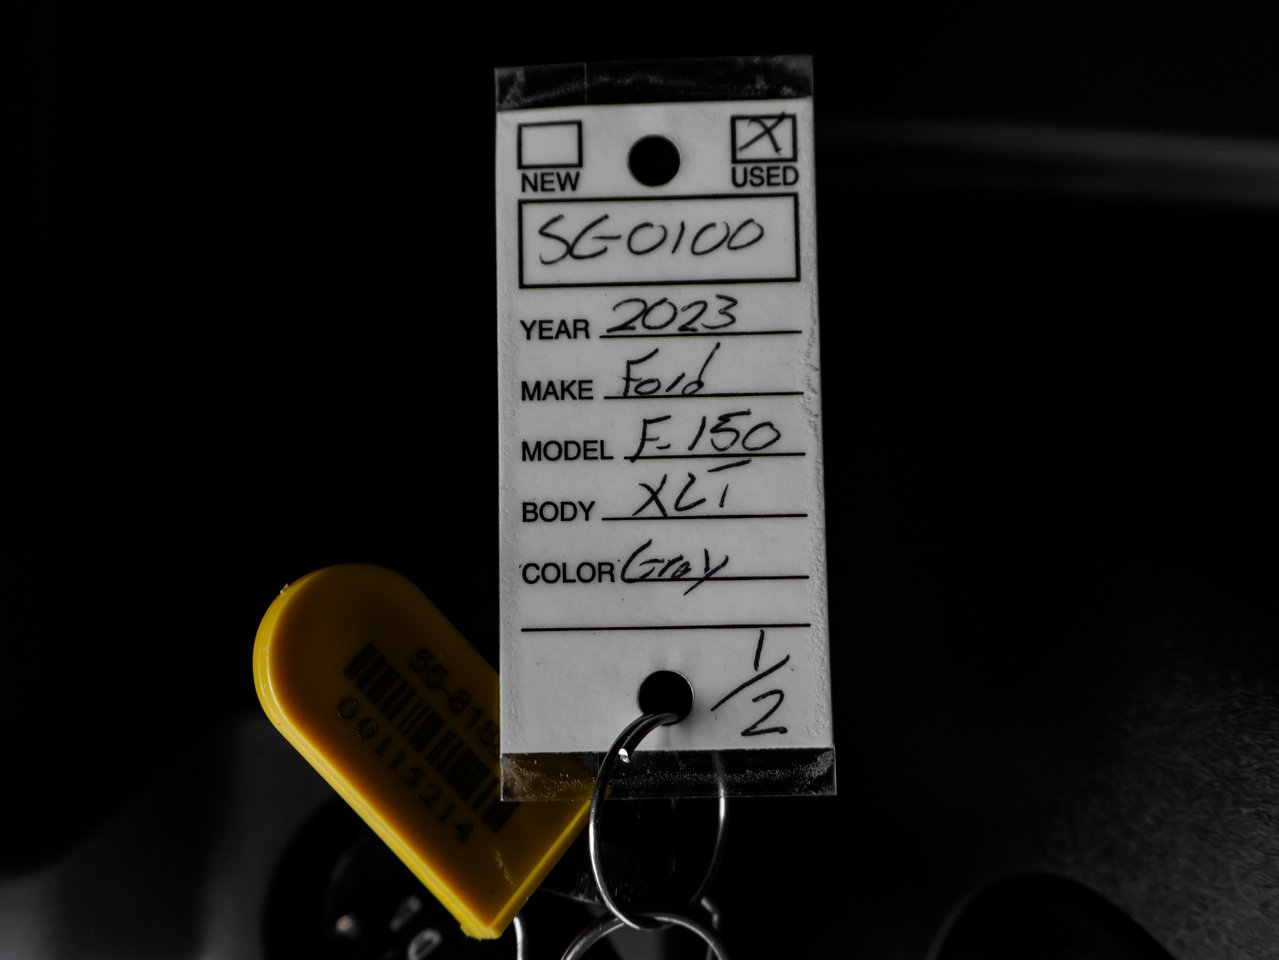 X
NEW USED
SG-0100
YEAR 2023
MAKE Ford
MODEL F-150
BODY XLT
COLOR Gray
1/2
00115214